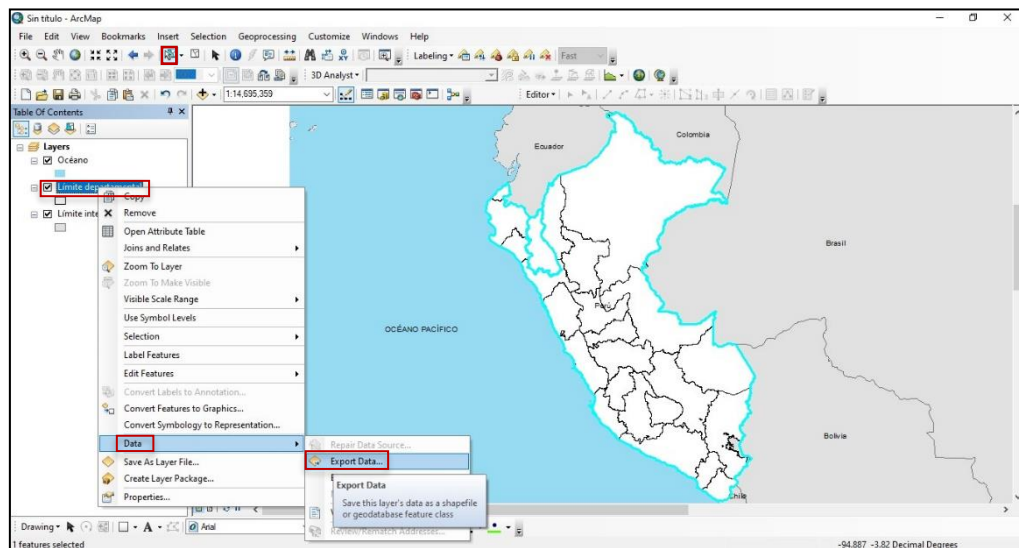 Sin título - ArcMap
File Edit View Bookmarks Insert Selection Geoprocessing Customize Windows Help
Labeling Fast
3D Analyst
1:14,695,359
Editor
Table Of Contents
Layers
Océano
Límite departamental
Límite inte
Copy
Remove
Open Attribute Table
Joins and Relates
Zoom To Layer
Zoom To Make Visible
Visible Scale Range
Use Symbol Levels
Selection
Label Features
Edit Features
Convert Labels to Annotation...
Convert Features to Graphics...
Convert Symbology to Representation...
Data
Save As Layer File...
Create Layer Package...
Properties...
Repair Data Source...
Export Data...
Export Data
Save this layer's data as a shapefile
or geodatabase feature class
Review/Rematch Addresses...
Ecuador
Colombia
Brasil
Perú
OCÉANO PACÍFICO
Bolivia
Chile
Drawing A Arial
1 features selected
-94.887 -3.82 Decimal Degrees